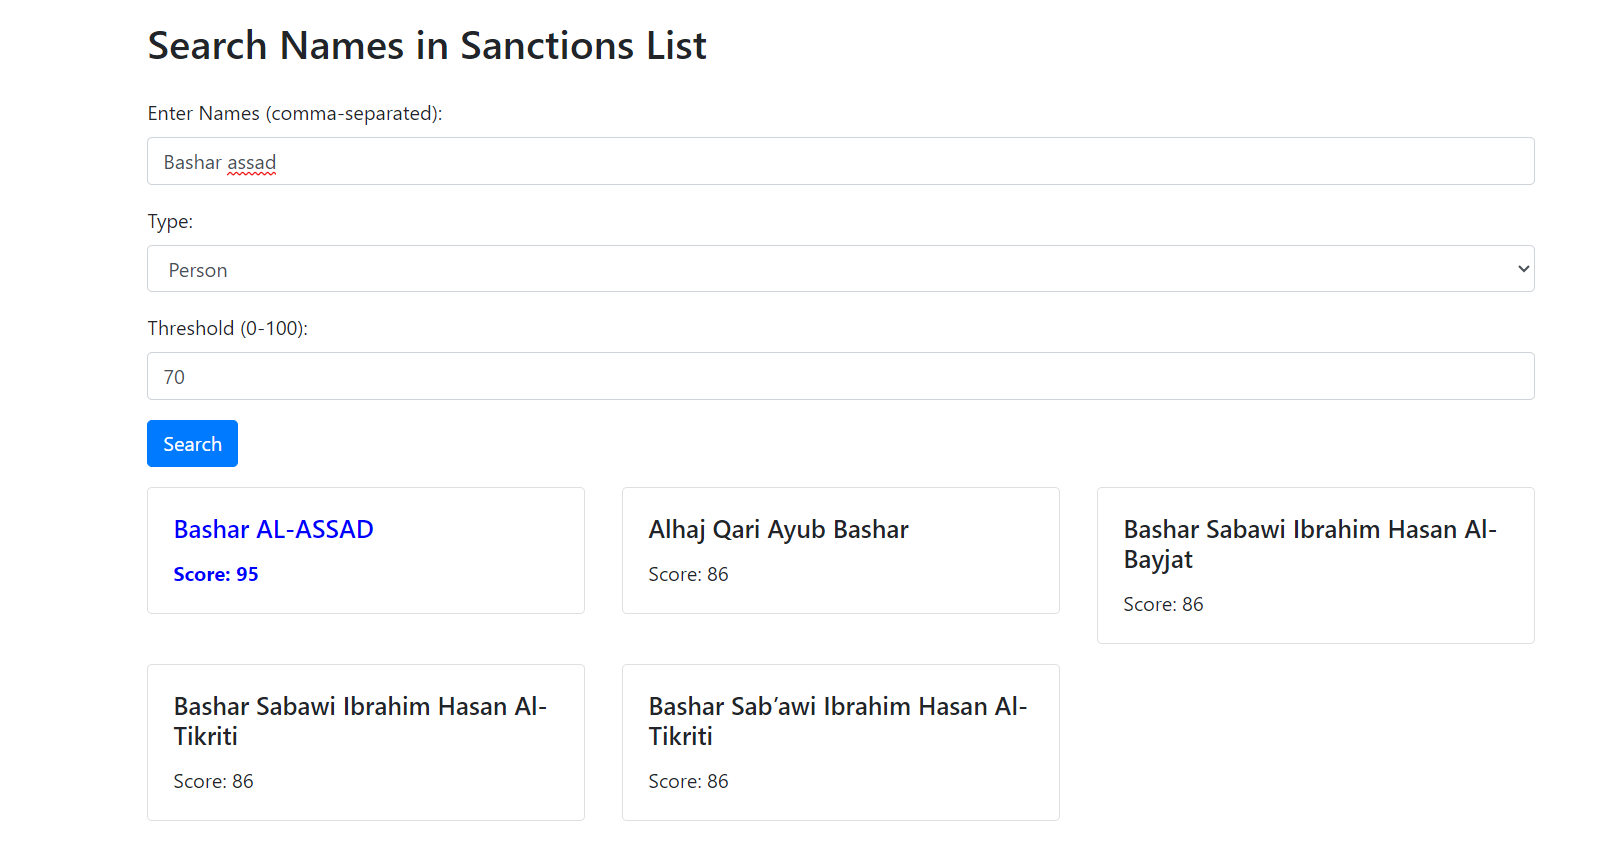 Search Names in Sanctions List
Enter Names (comma-separated):
Bashar assad
Type:
Person
Threshold (0-100):
70
Search
Bashar AL-ASSAD
Score: 95
Alhaj Qari Ayub Bashar
Score: 86
Bashar Sabawi Ibrahim Hasan Al-
Bayjat
Score: 86
Bashar Sabawi Ibrahim Hasan Al-
Tikriti
Score: 86
Bashar Sab’awi Ibrahim Hasan Al-
Tikriti
Score: 86